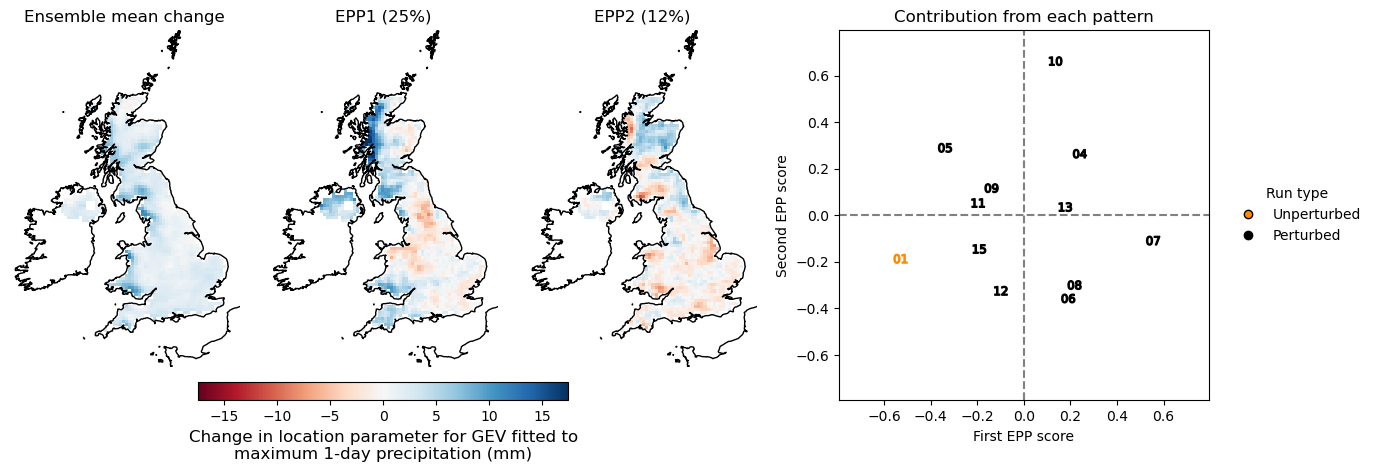 Ensemble mean change
EPP1 (25%)
EPP2 (12%)
−15 −10 −5 0 5 10 15
Change in location parameter for GEV fitted to
maximum 1-day precipitation (mm)
Contribution from each pattern
Second EPP score
0.6
0.4
0.2
0.0
−0.2
−0.4
−0.6
10
05
04
09
11
13
07
15
01
08
12
06
−0.6 −0.4 −0.2 0.0 0.2 0.4 0.6
First EPP score
Run type
Unperturbed
Perturbed